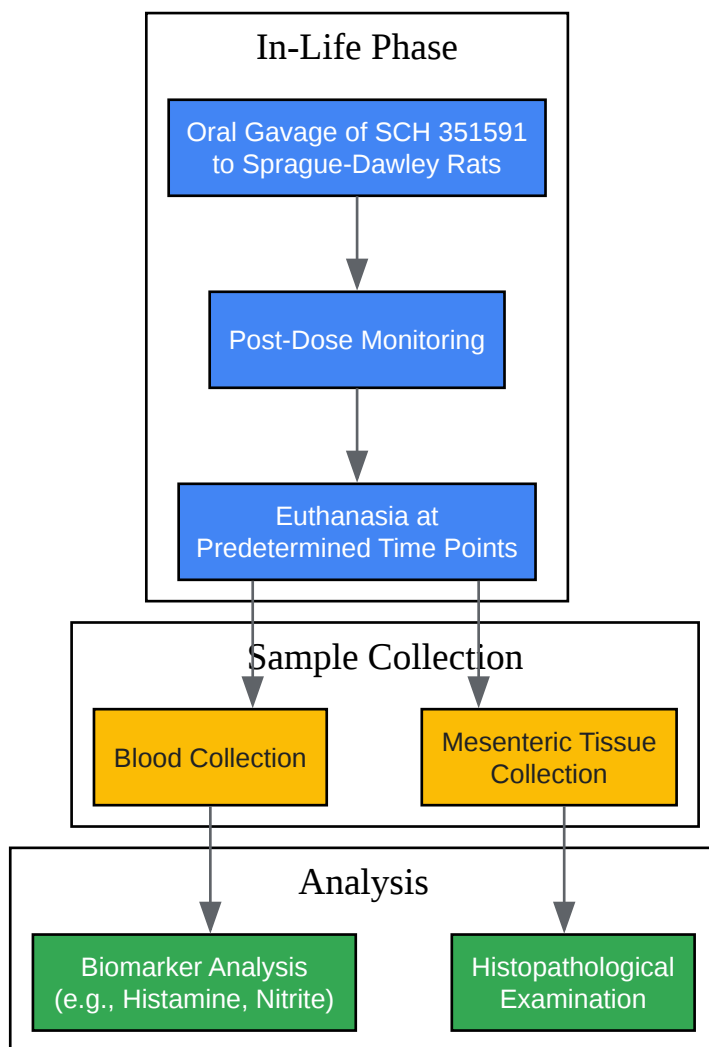 In-Life Phase
Oral Gavage of SCH 351591
to Sprague-Dawley Rats
Post-Dose Monitoring
Euthanasia at
Predetermined Time Points
Sample Collection
Blood Collection
Mesenteric Tissue
Collection
Analysis
Biomarker Analysis
(e.g., Histamine, Nitrite)
Histopathological
Examination